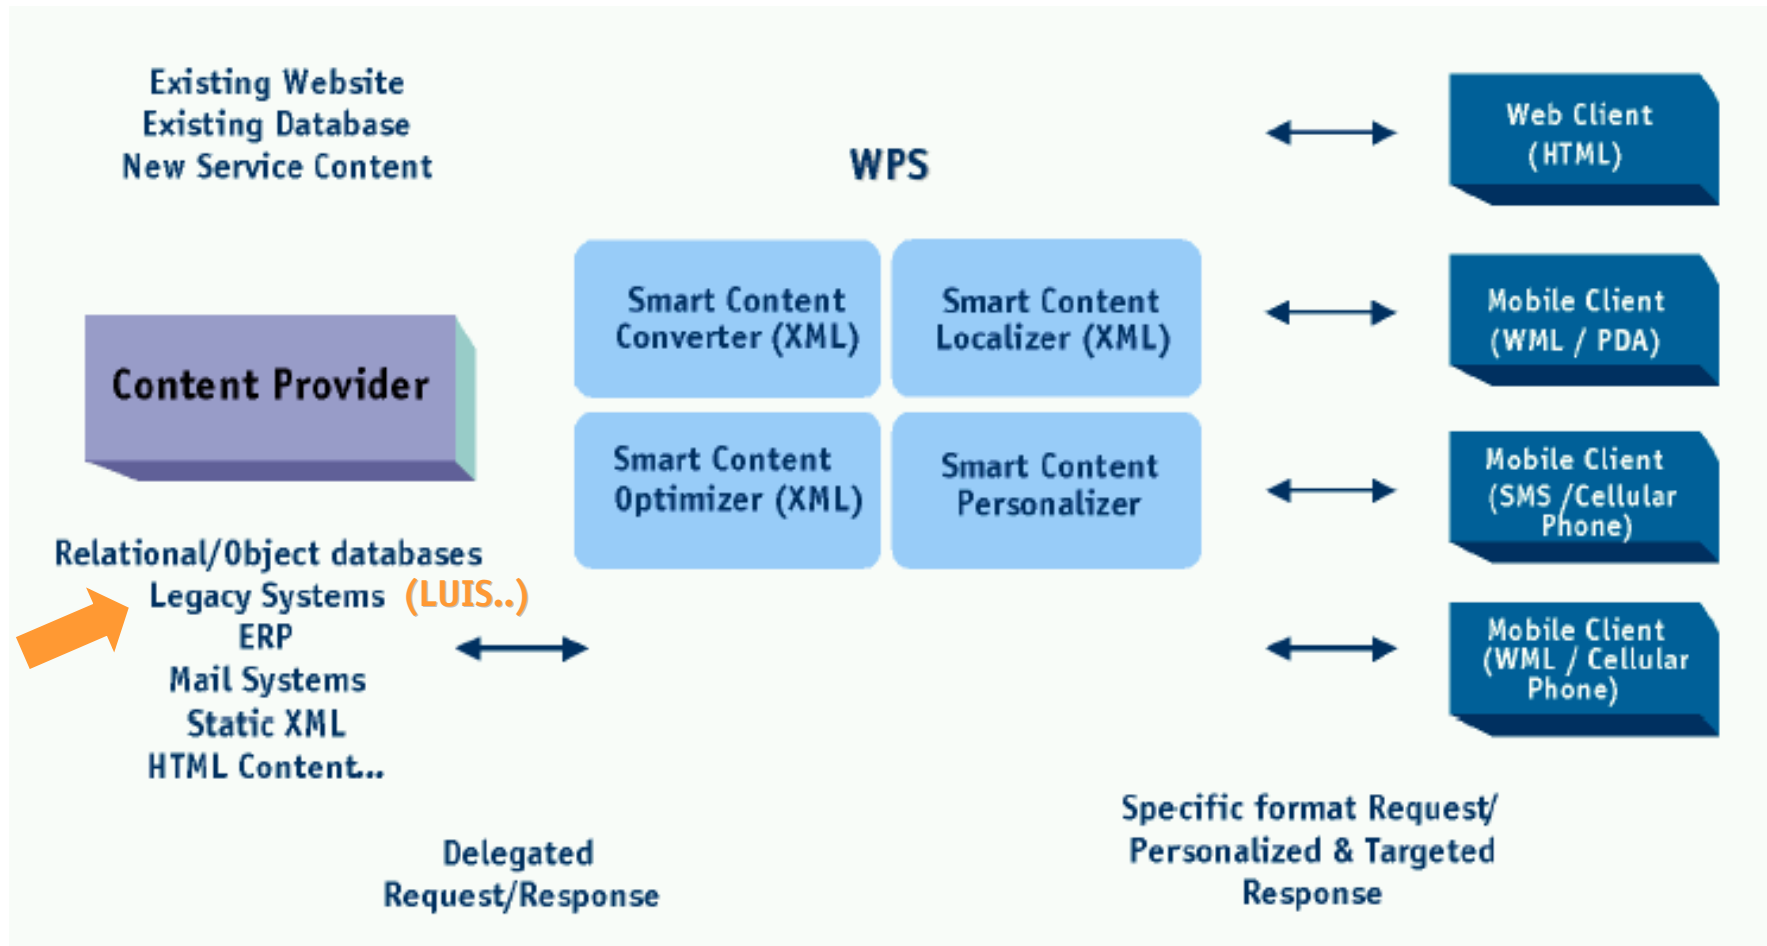 Existing Website
Existing Database
New Service Content
Content Provider
Relational/Object databases
Legacy Systems (LUIS..)
ERP
Mail Systems
Static XML
HTML Content...
Delegated
Request/Response
WPS
Smart Content
Converter (XML)
Smart Content
Localizer (XML)
Smart Content
Optimizer (XML)
Smart Content
Personalizer
Web Client
(HTML)
Mobile Client
(WML / PDA)
Mobile Client
(SMS /Cellular
Phone)
Mobile Client
(WML / Cellular
Phone)
Specific format Request/
Personalized & Targeted
Response